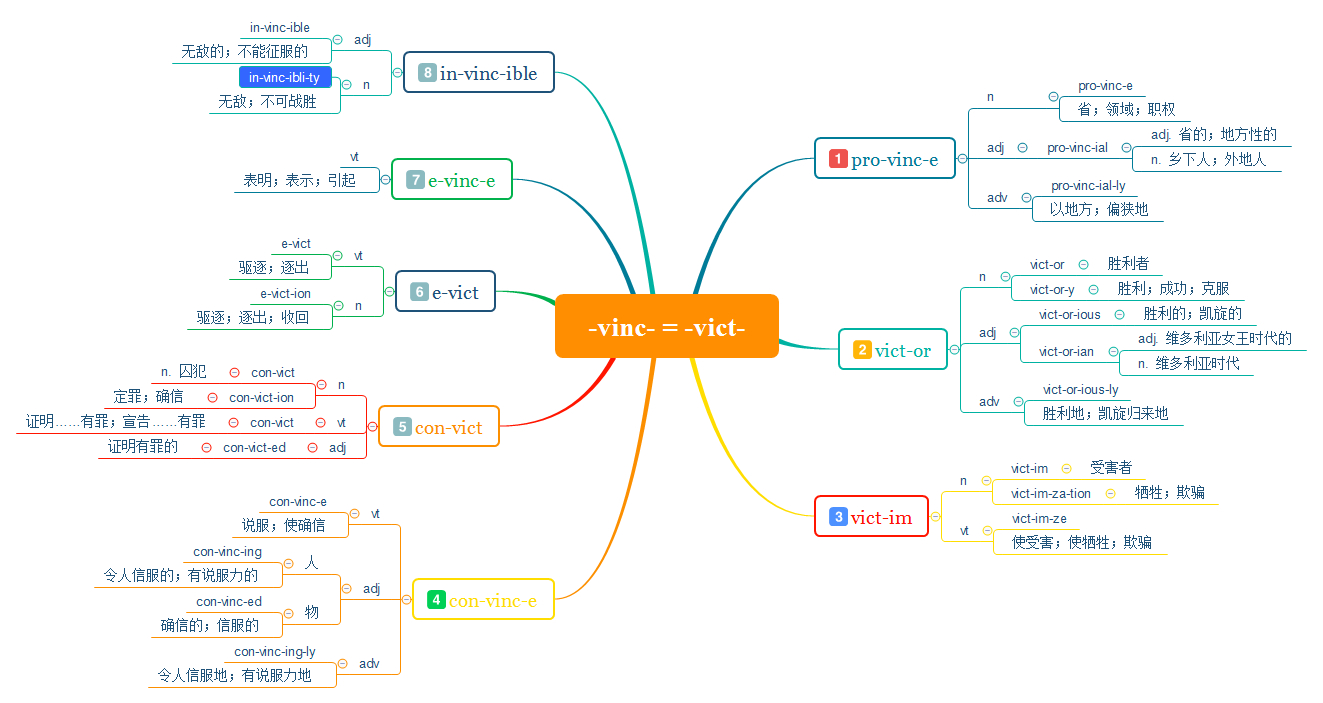 -vinc- = -vict-
1 pro-vinc-e
n
pro-vinc-e
省；领域；职权
adj
pro-vinc-ial
adj. 省的；地方性的
n. 乡下人；外地人
adv
pro-vinc-ial-ly
以地方；偏狭地
2 vict-or
n
vict-or
胜利者
vict-or-y
胜利；成功；克服
adj
vict-or-ious
胜利的；凯旋的
vict-or-ian
adj. 维多利亚女王时代的
n. 维多利亚时代
adv
vict-or-ious-ly
胜利地；凯旋归来地
3 vict-im
n
vict-im
受害者
vict-im-za-tion
牺牲；欺骗
vt
vict-im-ze
使受害；使牺牲；欺骗
4 con-vinc-e
vt
con-vinc-e
说服；使确信
adj
人
con-vinc-ing
令人信服的；有说服力的
物
con-vinc-ed
确信的；信服的
adv
con-vinc-ing-ly
令人信服地；有说服力地
5 con-vict
n
con-vict
n. 囚犯
con-vict-ion
定罪；确信
vt
con-vict
证明……有罪；宣告……有罪
adj
con-vict-ed
证明有罪的
6 e-vict
vt
e-vict
驱逐；逐出
n
e-vict-ion
驱逐；逐出；收回
7 e-vinc-e
vt
表明；表示；引起
8 in-vinc-ible
adj
in-vinc-ible
无敌的；不能征服的
n
in-vinc-ibli-ty
无敌；不可战胜